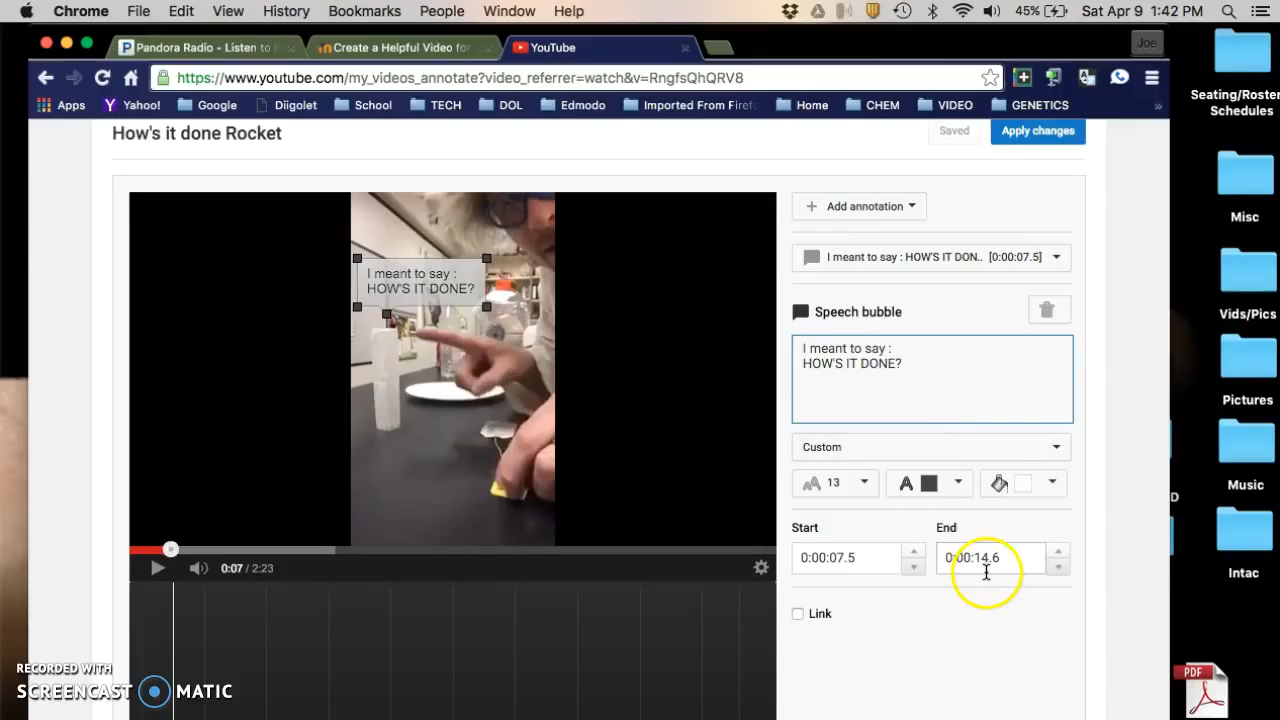 Chrome File Edit View History Bookmarks People Window Help 45% Sat Apr 9 1:42 PM
Pandora Radio - Listen to Create a Helpful Video for YouTube Joe
https://www.youtube.com/my_videos_annotate?video_referrer=watch&v=RngfsQhQRV8
Apps Yahoo! Google Diigolet School TECH DOL Edmodo Imported From Firef Home CHEM VIDEO GENETICS »
Seating/Roster
Schedules
How's it done Rocket Saved Apply changes
Add annotation
Misc
I meant to say : HOW'S IT DON.. [0:00:07.5]
I meant to say :
HOW'S IT DONE?
Speech bubble
Vids/Pics
I meant to say :
HOW'S IT DONE?
Pictures
Custom
13
Music
Start End
0:00:07.5 0:00:14.6
0:07 / 2:23
Intac
Link
RECORDED WITH
SCREENCAST MATIC
PDF